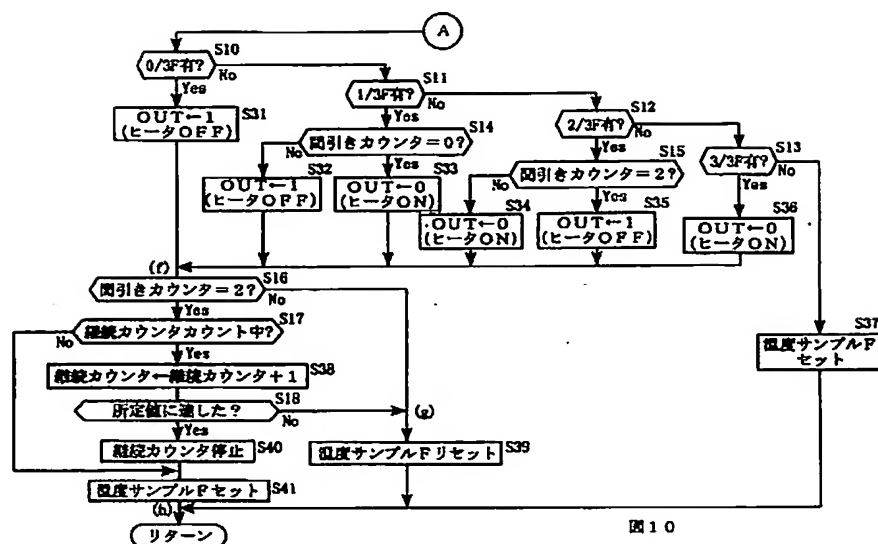 A
0/3F有?
S10
No
Yes
1/3F有?
S11
No
Yes
2/3F有?
S12
No
Yes
3/3F有?
S13
No
Yes
OUT←1
(ヒータOFF)
S31
間引きカウンタ=0?
S14
No
Yes
間引きカウンタ=2?
S15
No
Yes
OUT←1
(ヒータOFF)
S32
OUT←0
(ヒータON)
S33
OUT←0
(ヒータON)
S34
OUT←1
(ヒータOFF)
S35
OUT←0
(ヒータON)
S36
(f)
間引きカウンタ=2?
S16
No
Yes
継続カウンタカウント中?
S17
No
Yes
継続カウンタ←継続カウンタ+1
S38
所定値に達した?
S18
No
Yes
(g)
継続カウンタ停止
S40
温度サンプルFリセット
S39
温度サンプルF
セット
S37
温度サンプルFセット
S41
(h)
リターン
図10